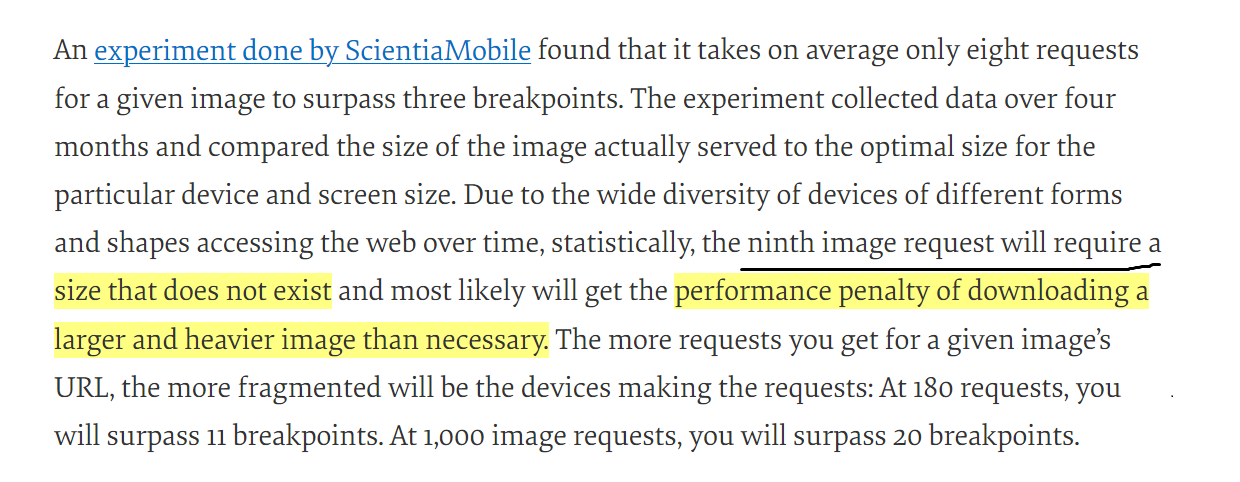 An experiment done by ScientiaMobile found that it takes on average only eight requests
for a given image to surpass three breakpoints. The experiment collected data over four
months and compared the size of the image actually served to the optimal size for the
particular device and screen size. Due to the wide diversity of devices of different forms
and shapes accessing the web over time, statistically, the ninth image request will require a
size that does not exist and most likely will get the performance penalty of downloading a
larger and heavier image than necessary. The more requests you get for a given image’s
URL, the more fragmented will be the devices making the requests: At 180 requests, you
will surpass 11 breakpoints. At 1,000 image requests, you will surpass 20 breakpoints.